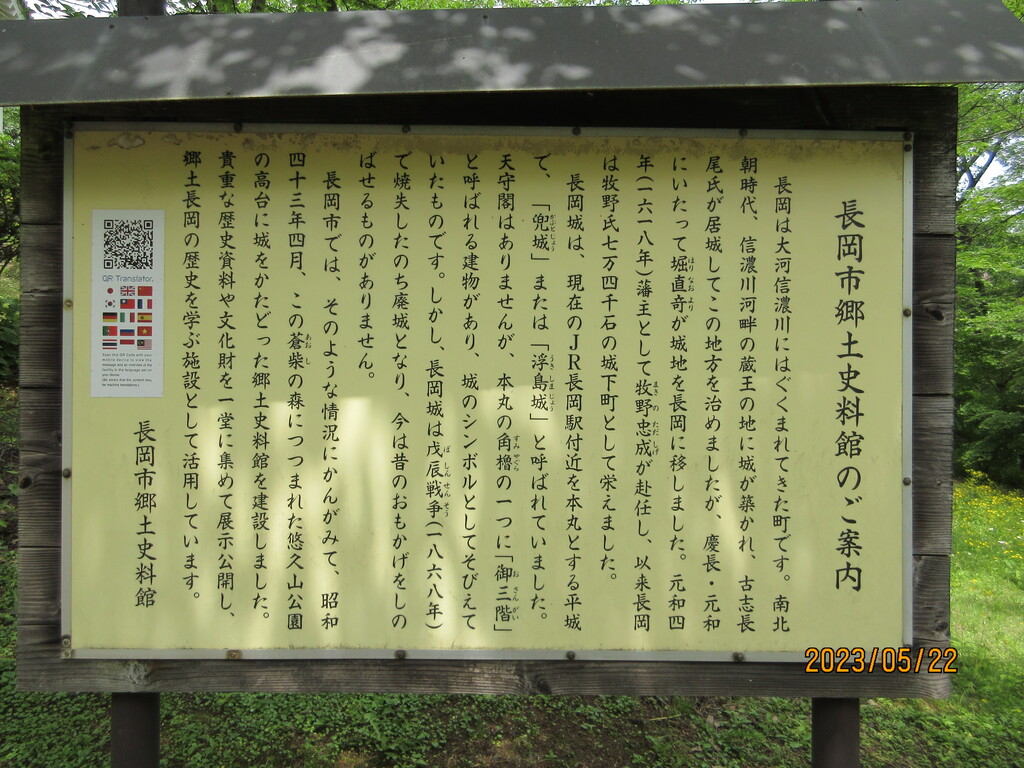 長岡市郷土史料館のご案内
長岡は大河信濃川にはぐくまれてきた町です。南北
朝時代、信濃川河畔の蔵王の地に城が築かれ、古志長
尾氏が居城してこの地方を治めましたが、慶長・元和
にいたって堀直竒が城地を長岡に移しました。元和四
年(一六一八年)藩主として牧野忠成が赴任し、以来長岡
は牧野氏七万四千石の城下町として栄えました。
長岡城は、現在のJR長岡駅付近を本丸とする平城
で、「兜城」または「浮島城」と呼ばれていました。
天守閣はありませんが、本丸の角櫓の一つに「御三階」
と呼ばれる建物があり、城のシンボルとしてそびえて
いたものです。しかし、長岡城は戊辰戦争(一八六八年)
で焼失したのち廃城となり、今は昔のおもかげをしの
ばせるものがありません。
長岡市では、そのような情況にかんがみて、昭和
四十三年四月、この蒼柴の森につつまれた悠久山公園
の高台に城をかたどった郷土史料館を建設しました。
貴重な歴史資料や文化財を一堂に集めて展示公開し、
郷土長岡の歴史を学ぶ施設として活用しています。
長岡市郷土史料館
QR Translator
2023/05/22